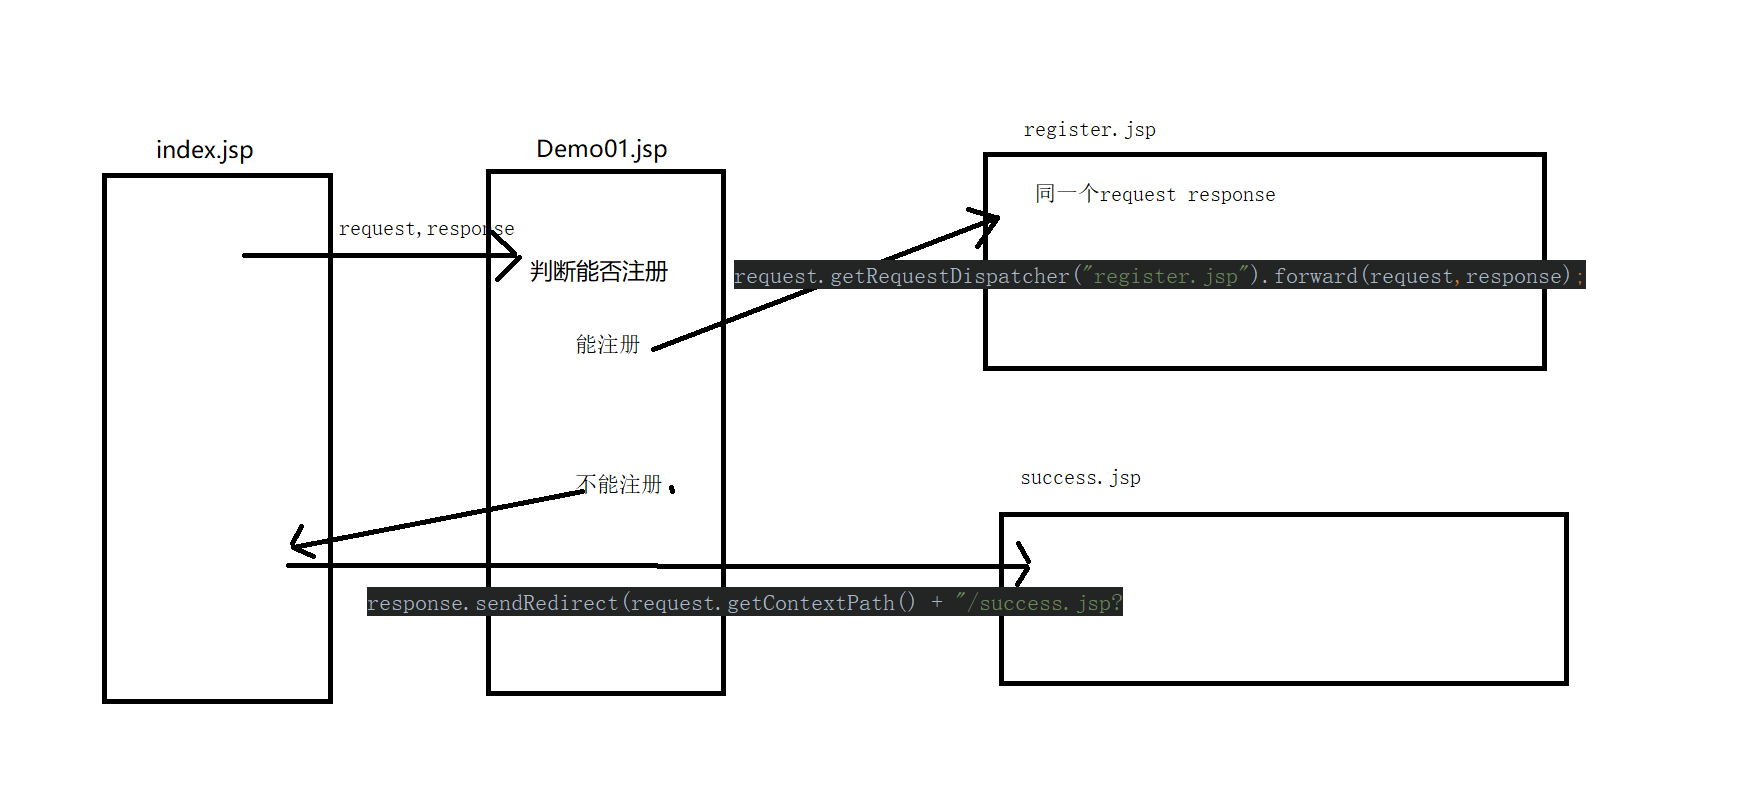 index.jsp
Demo01.jsp
register.jsp
同一个request response
request,response
判断能否注册
request.getRequestDispatcher("register.jsp").forward(request,response);
能注册
不能注册
success.jsp
response.sendRedirect(request.getContextPath() + "/success.jsp?